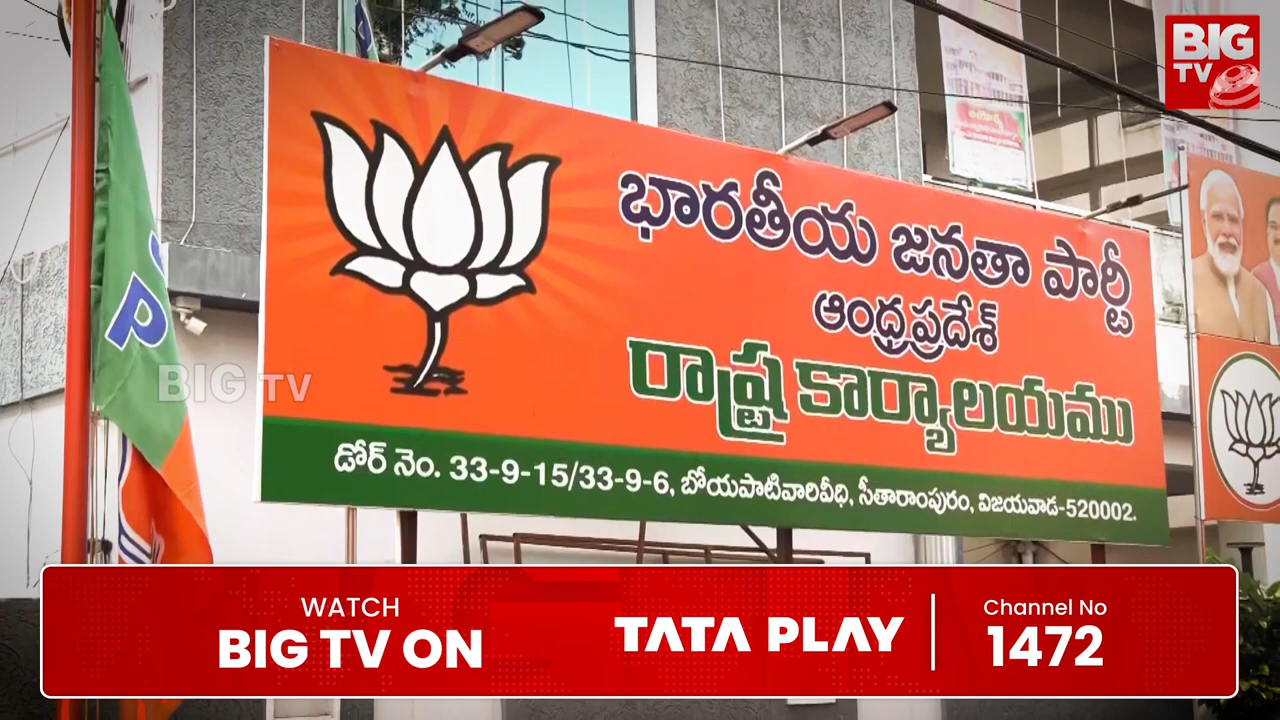 BIG
TV
భారతీయ జనతా పార్టీ
ఆంధ్రప్రదేశ్
రాష్ట్ర కార్యాలయము
డోర్ నెం. 33-9-15/33-9-6, బోయపాటివారివీధి, సీతారాంపురం, విజయవాడ-520002.
P
BIG TV
WATCH
BIG TV ON
TATA PLAY
Channel No
1472